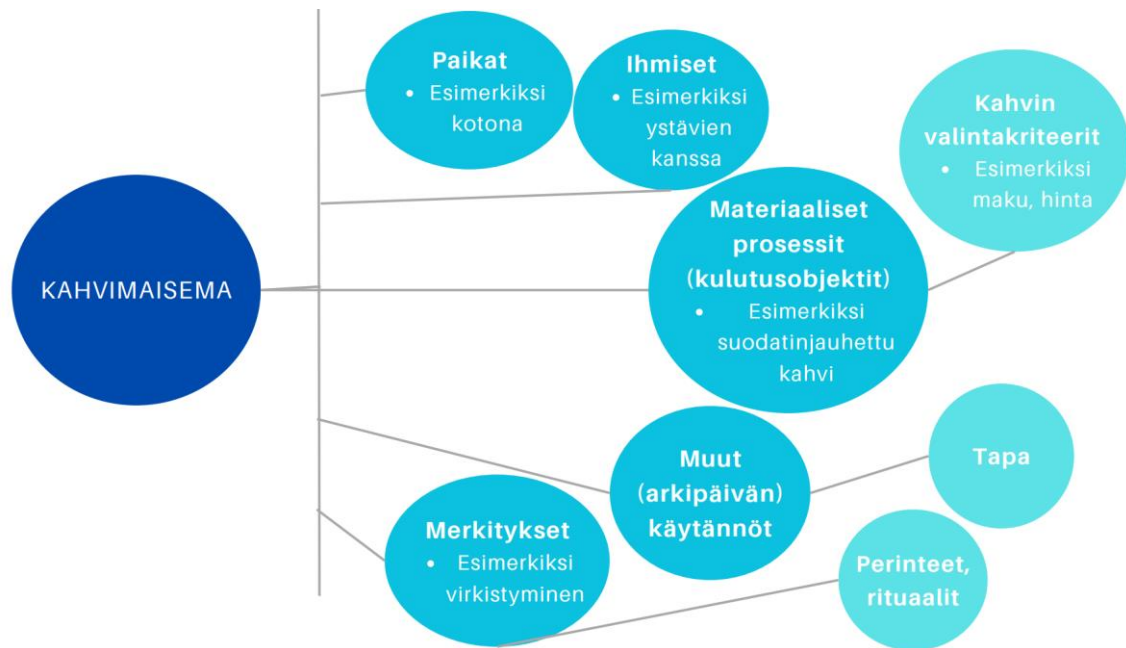 KAHVIMAISEMA
Paikat
• Esimerkiksi
kotona
Ihmiset
• Esimerkiksi
ystävien
kanssa
Materiaaliset
prosessit
(kulutusobjektit)
• Esimerkiksi
suodatinjauhettu
kahvi
Kahvin
valintakriteerit
• Esimerkiksi
maku, hinta
Muut
(arkipäivän)
käytännöt
Tapa
Merkitykset
• Esimerkiksi
virkistyminen
Perinteet,
rituaalit